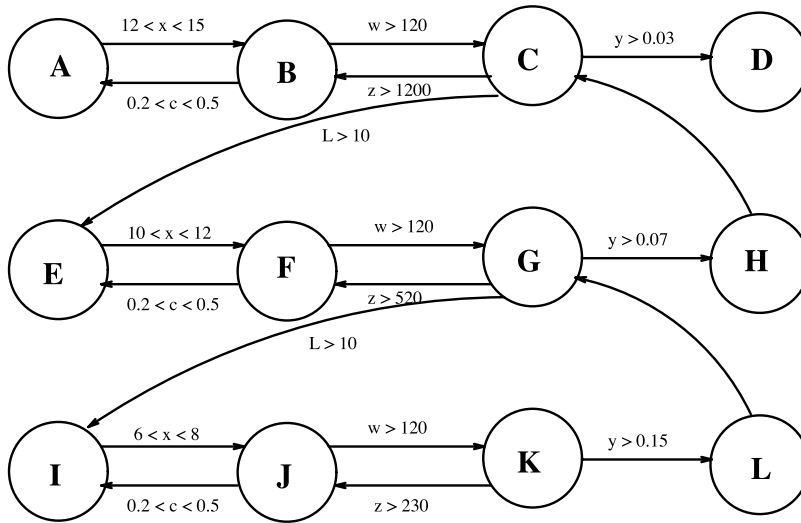 12 < x < 15
w > 120
y > 0.03
A
B
C
D
0.2 < c < 0.5
z > 1200
L > 10
10 < x < 12
w > 120
y > 0.07
E
F
G
H
0.2 < c < 0.5
z > 520
L > 10
6 < x < 8
w > 120
y > 0.15
I
J
K
L
0.2 < c < 0.5
z > 230